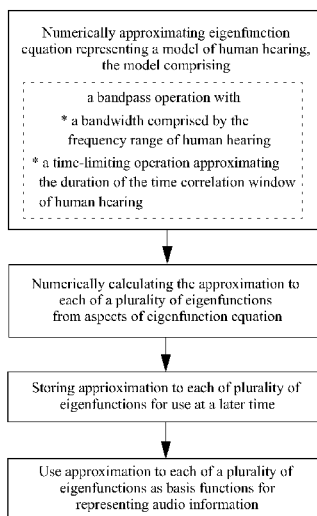 Numerically approximating eigenfunction
equation representing a model of human hearing,
the model comprising
a bandpass operation with
* a bandwidth comprised by the
frequency range of human hearing
* a time-limiting operation approximating
the duration of the time correlation window
of human hearing
Numerically calculating the approximation to
each of a plurality of eigenfunctions
from aspects of eigenfunction equation
Storing apprioximation to each of plurality of
eigenfunctions for use at a later time
Use approximation to each of a plurality of
eigenfunctions as basis functions for
representing audio information